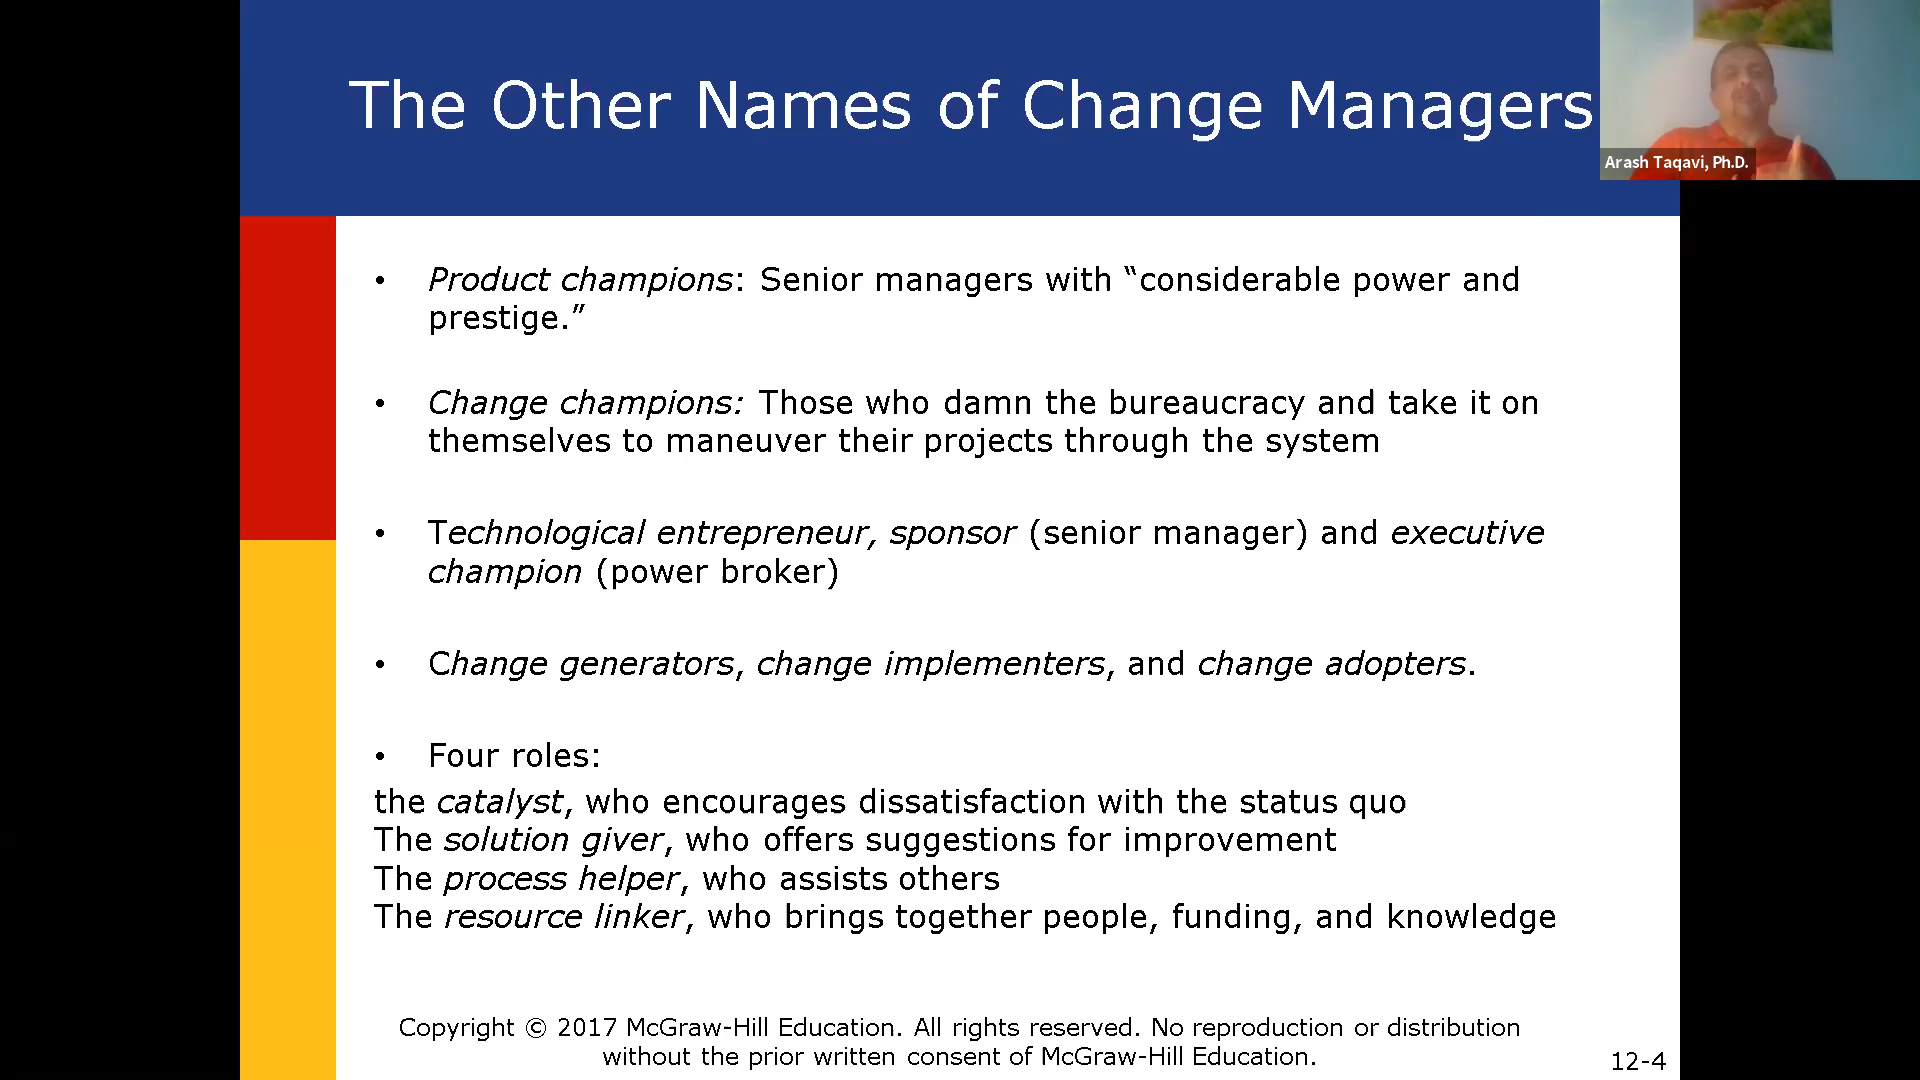 The Other Names of Change Managers
Arash Taqavi, Ph.D.
• Product champions: Senior managers with “considerable power and
prestige.”
• Change champions: Those who damn the bureaucracy and take it on
themselves to maneuver their projects through the system
• Technological entrepreneur, sponsor (senior manager) and executive
champion (power broker)
• Change generators, change implementers, and change adopters.
• Four roles:
the catalyst, who encourages dissatisfaction with the status quo
The solution giver, who offers suggestions for improvement
The process helper, who assists others
The resource linker, who brings together people, funding, and knowledge
Copyright © 2017 McGraw-Hill Education. All rights reserved. No reproduction or distribution
without the prior written consent of McGraw-Hill Education.
12-4